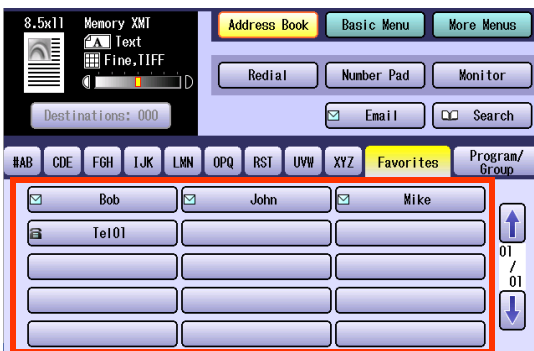 8.5x11 Memory XMT Address Book Basic Menu More Menus
A Text
Fine,TIFF
D
Redial Number Pad Monitor
Destinations: 000 Email Search
#AB CDE FGH IJK LMN OPQ RST UVW XYZ Favorites Program/
Group
Bob John Mike
Tel01
01
/
01